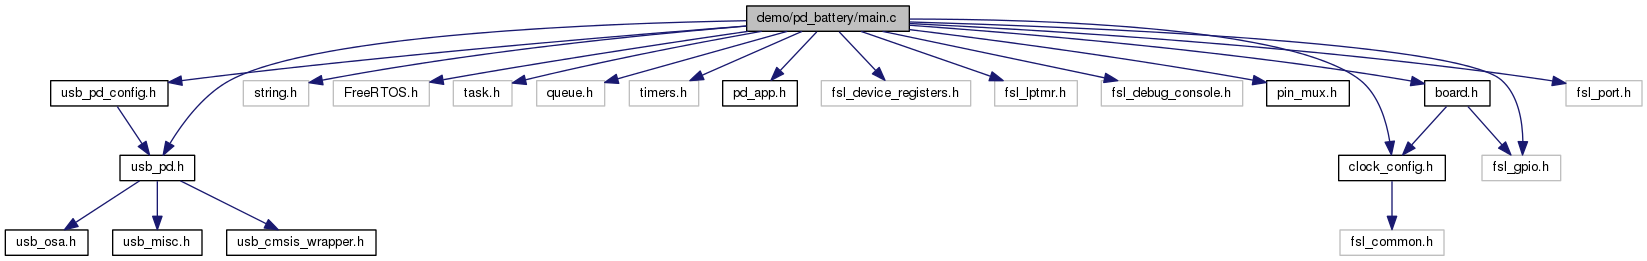 demo/pd_battery/main.c
usb_pd_config.h
string.h
FreeRTOS.h
task.h
queue.h
timers.h
pd_app.h
fsl_device_registers.h
fsl_lptmr.h
fsl_debug_console.h
pin_mux.h
board.h
fsl_port.h
usb_pd.h
clock_config.h
fsl_gpio.h
usb_osa.h
usb_misc.h
usb_cmsis_wrapper.h
fsl_common.h